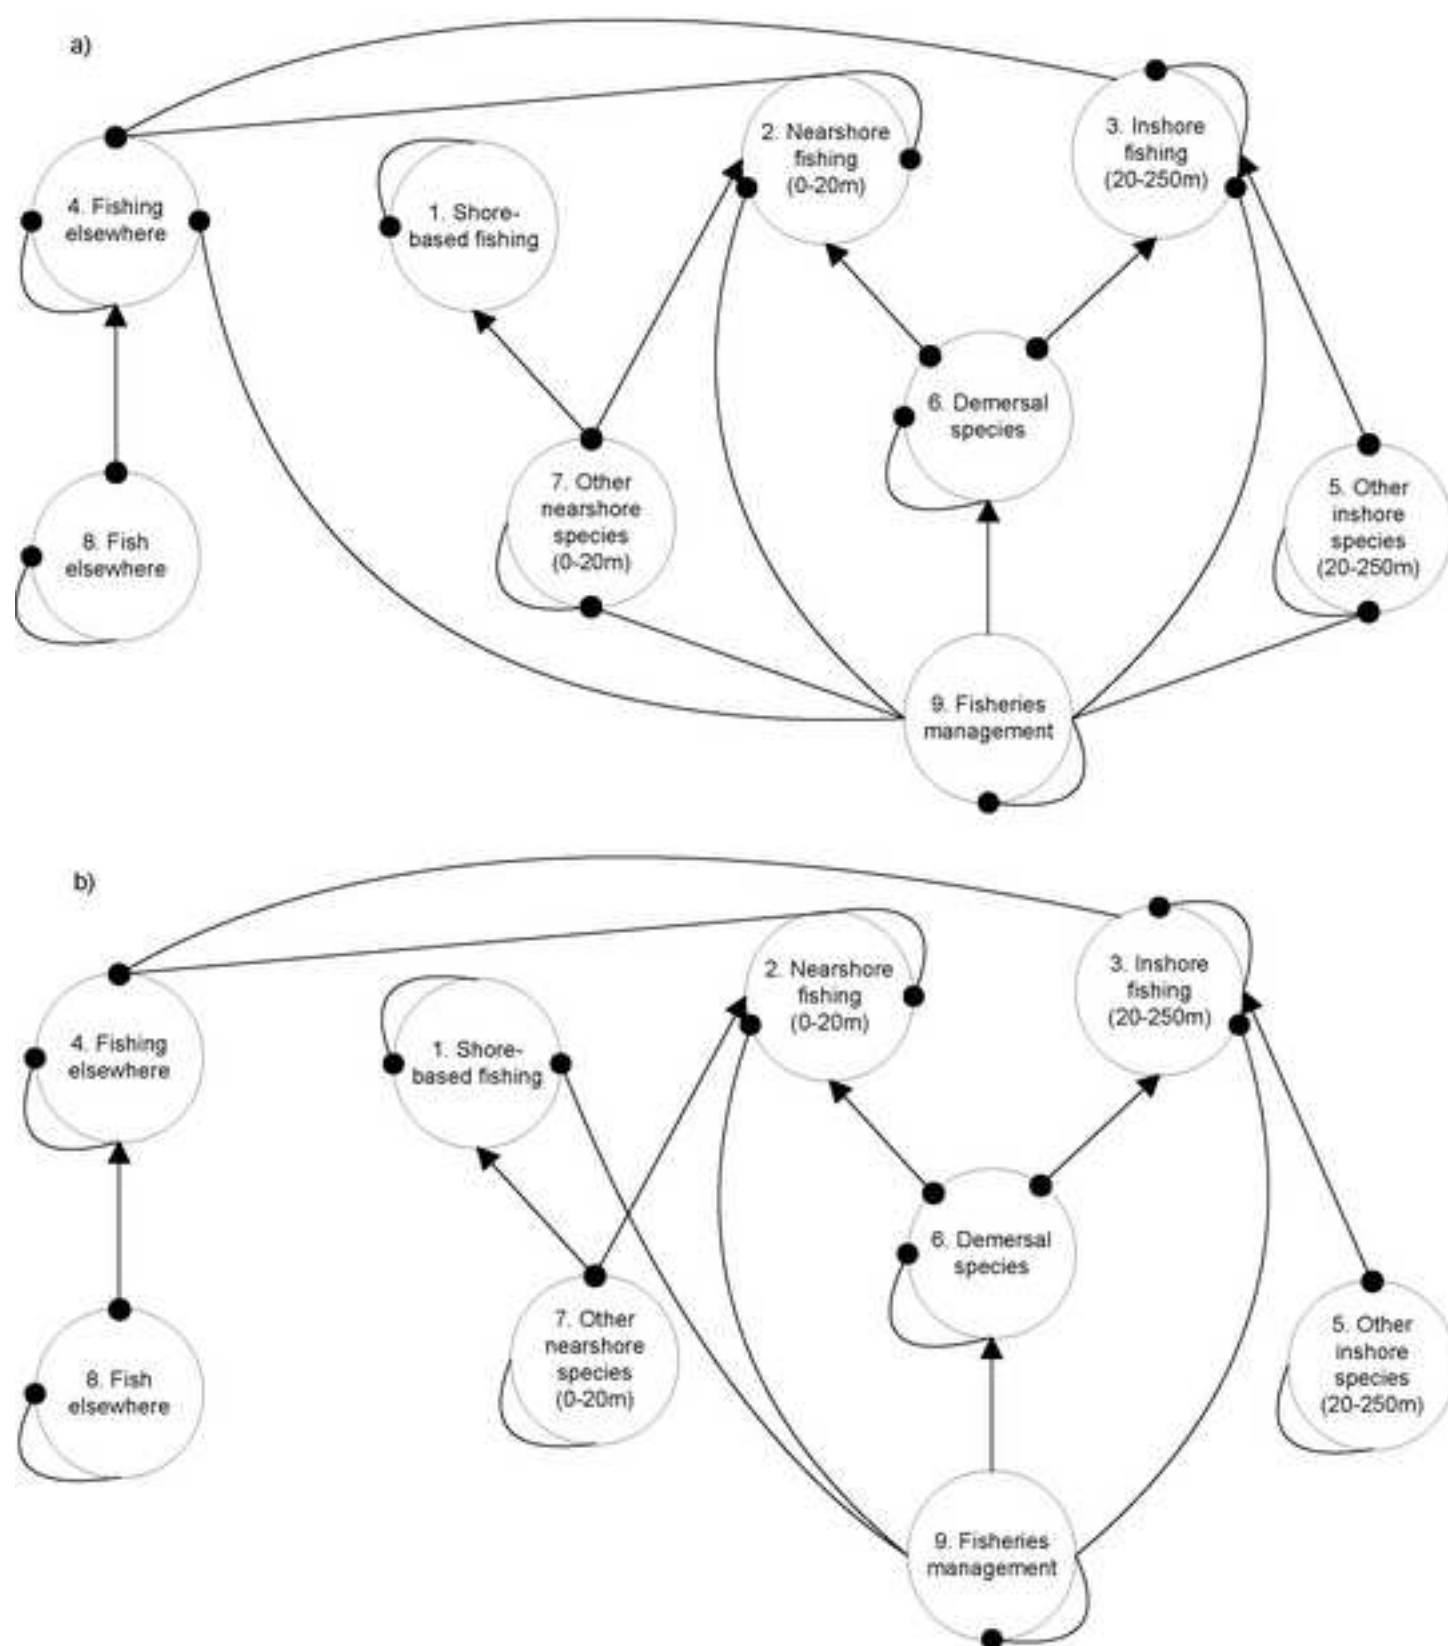 a)
2. Nearshore
fishing
(0-20m)
3. Inshore
fishing
(20-250m)
4. Fishing
elsewhere
1. Shore-
based fishing
6. Demersal
species
7. Other
nearshore
species
(0-20m)
5. Other
inshore
species
(20-250m)
8. Fish
elsewhere
9. Fisheries
management
b)
2. Nearshore
fishing
(0-20m)
3. Inshore
fishing
(20-250m)
4. Fishing
elsewhere
1. Shore-
based fishing
6. Demersal
species
7. Other
nearshore
species
(0-20m)
5. Other
inshore
species
(20-250m)
8. Fish
elsewhere
9. Fisheries
management